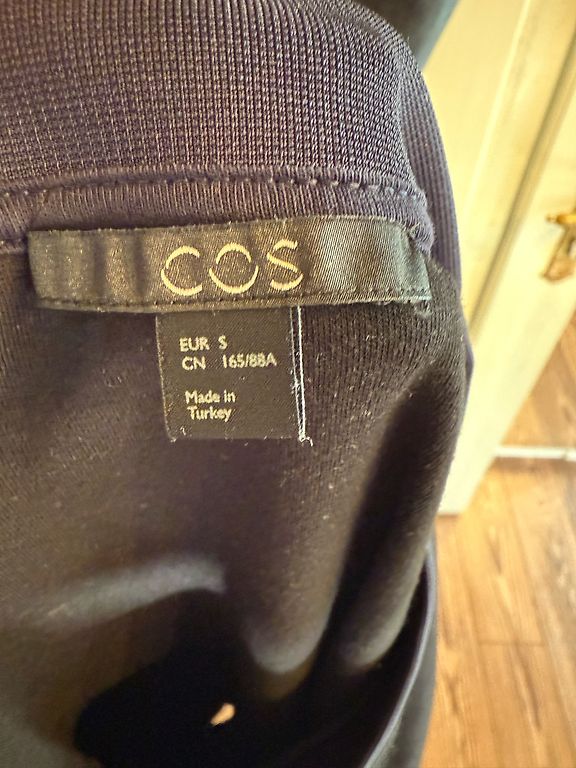 COS
EUR S
CN 165/88A
Made in
Turkey